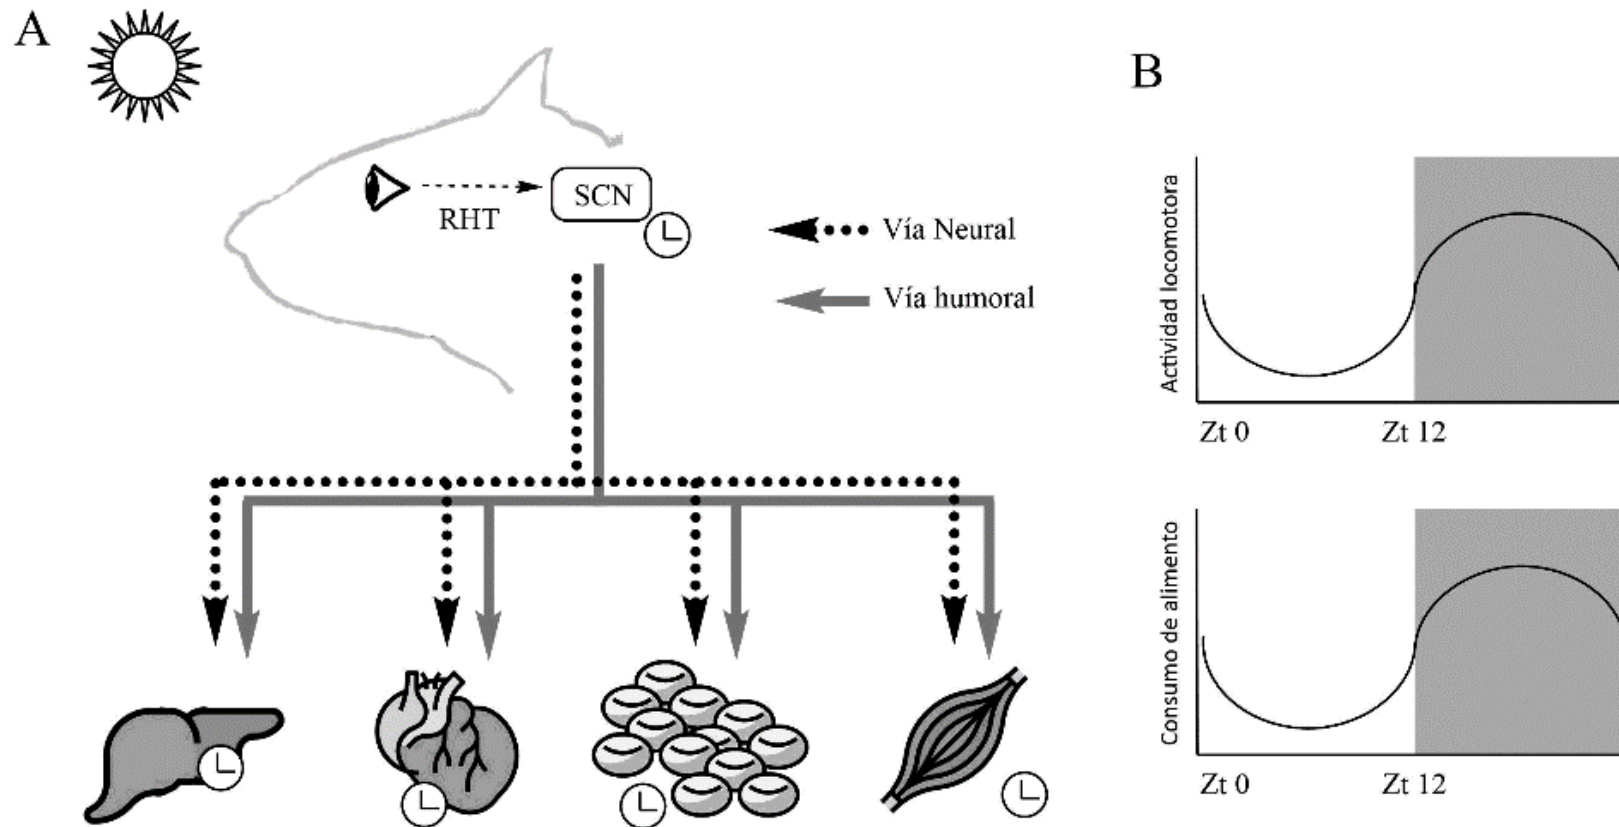 A
B
SCN
RHT
Vía Neural
Vía humoral
Actividad locomotora
Zt 0
Zt 12
Consumo de alimento
Zt 0
Zt 12